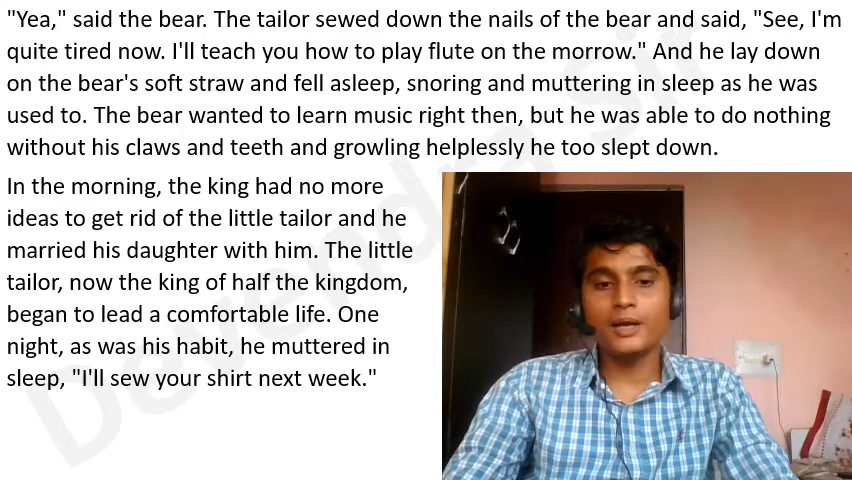 "Yea," said the bear. The tailor sewed down the nails of the bear and said, "See, I'm
quite tired now. I'll teach you how to play flute on the morrow." And he lay down
on the bear's soft straw and fell asleep, snoring and muttering in sleep as he was
used to. The bear wanted to learn music right then, but he was able to do nothing
without his claws and teeth and growling helplessly he too slept down.
In the morning, the king had no more
ideas to get rid of the little tailor and he
married his daughter with him. The little
tailor, now the king of half the kingdom,
began to lead a comfortable life. One
night, as was his habit, he muttered in
sleep, "I'll sew your shirt next week."
Devendra Sir